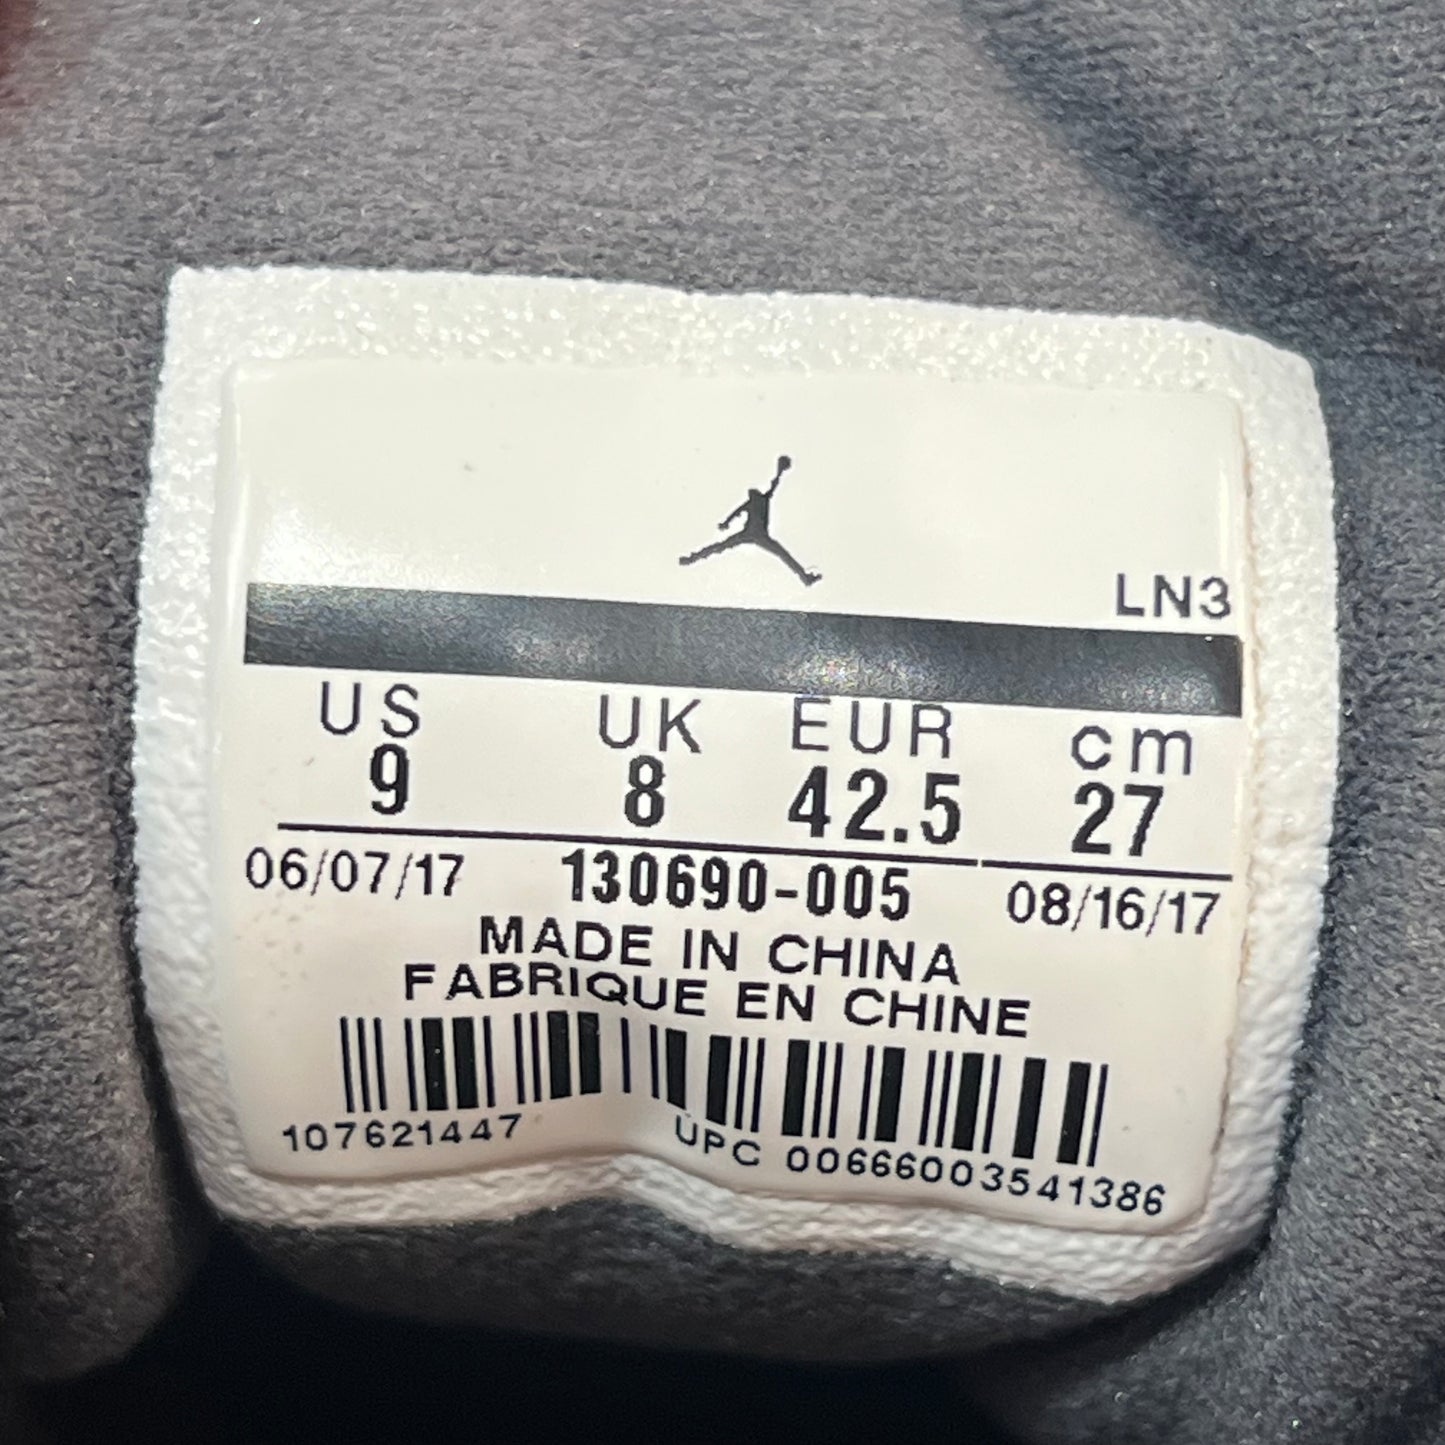 LN3
US UK EUR cm
9 8 42.5 27
06/07/17 130690-005 08/16/17
MADE IN CHINA
FABRIQUE EN CHINE
107621447 UPC 00666003541386